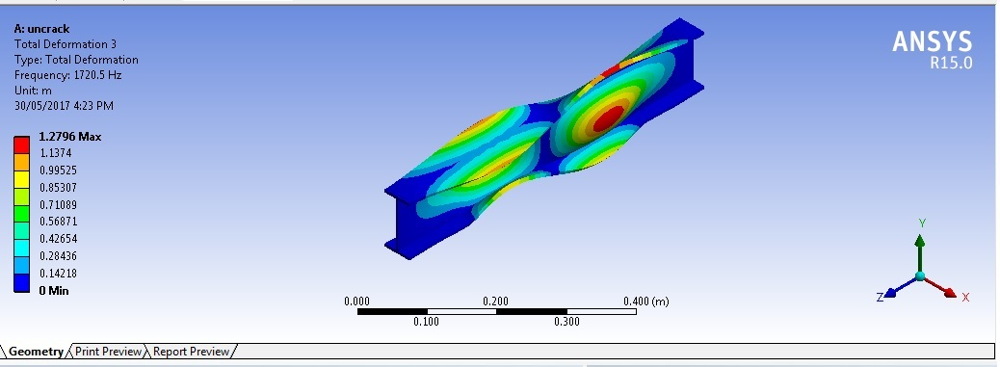 A: uncrack
Total Deformation 3
Type: Total Deformation
Frequency: 1720.5 Hz
Unit: m
30/05/2017 4:23 PM
1.2796 Max
1.1374
0.99525
0.85307
0.71089
0.56871
0.42654
0.28436
0.14218
0 Min
ANSYS
R15.0
0.000 0.200 0.400 (m)
0.100 0.300
Y
Z X
Geometry Print Preview Report Preview